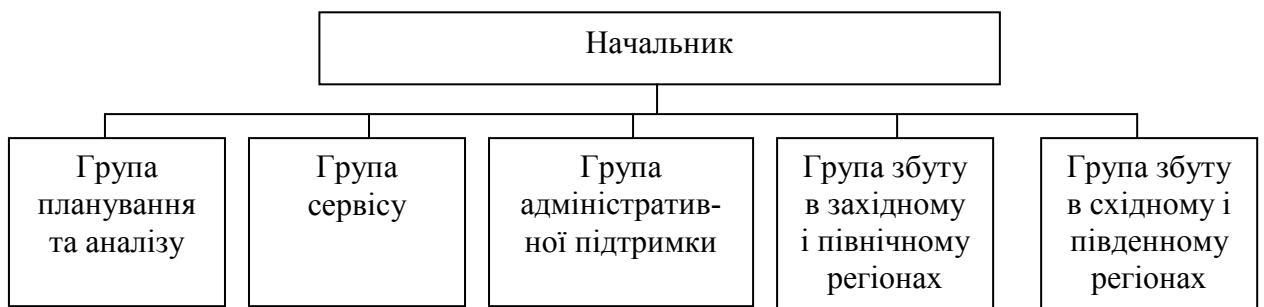 Начальник
Група
планування
та аналізу
Група
сервісу
Група
адміністратив-
ної підтримки
Група збуту
в західному
і північному
регіонах
Група збуту
в східному і
південному
регіонах